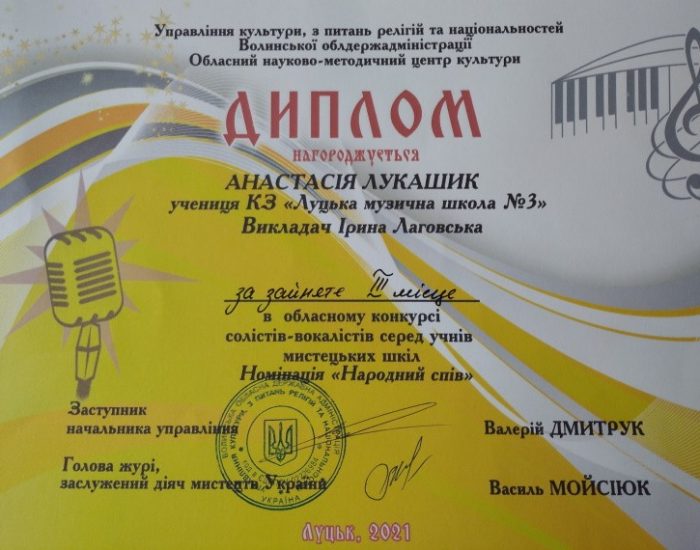 Управління культури, з питань релігій та національностей
Волинської облдержадміністрації
Обласний науково-методичний центр культури
ДИПЛОМ
НАГОРОДЖУЄТЬСЯ
АНАСТАСІЯ ЛУКАШИК
учениця КЗ «Луцька музична школа №3»
Викладач Ірина Лаговська
за зайняте III місце
в обласному конкурсі
солістів-вокалістів серед учнів
мистецьких шкіл
Номінація «Народний спів»
Заступник
начальника управління
Валерій ДМИТРУК
Голова журі,
заслужений діяч мистецтв України
Василь МОЙСІЮК
УКРАЇНА
Луцьк, 2021